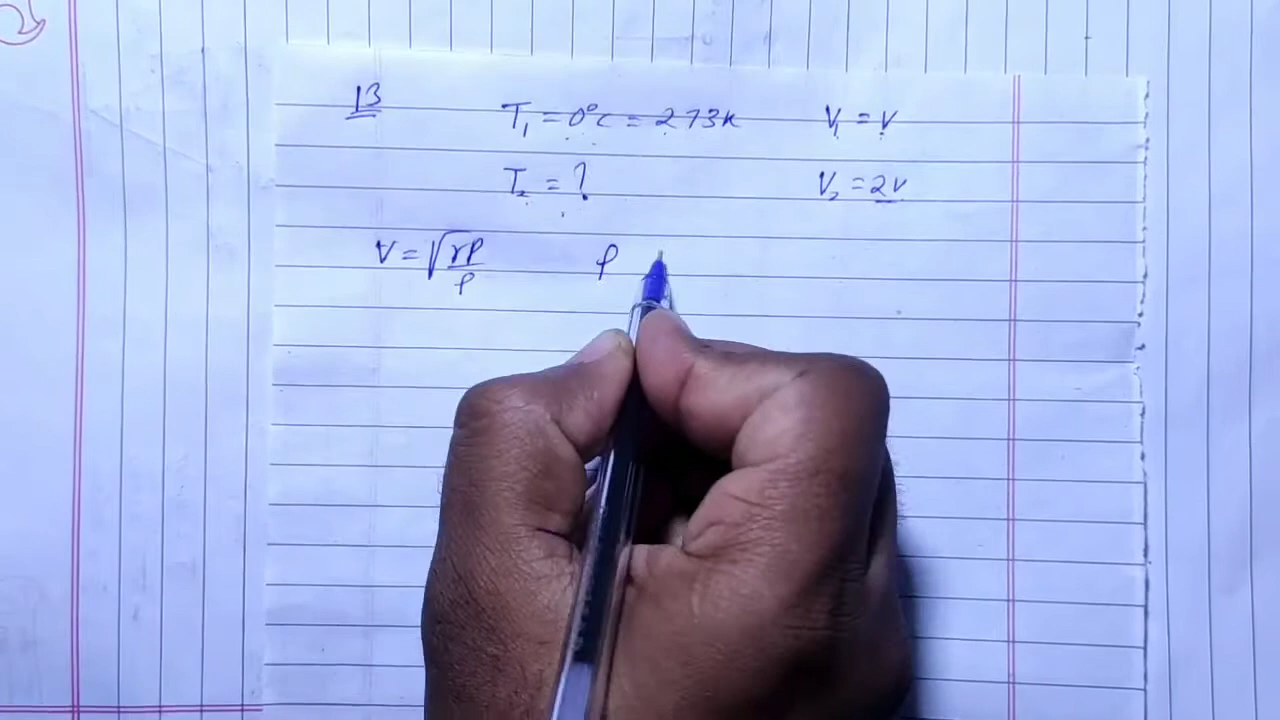 13 T₁ = 0°C = 273K V₁ = V
T₂ = ? V₂ = 2V
V = √(γP/ρ) ρ